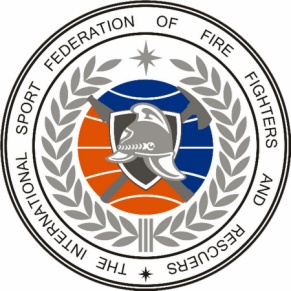 THE INTERNATIONAL SPORT FEDERATION OF FIRE FIGHTERS AND RESCUERS